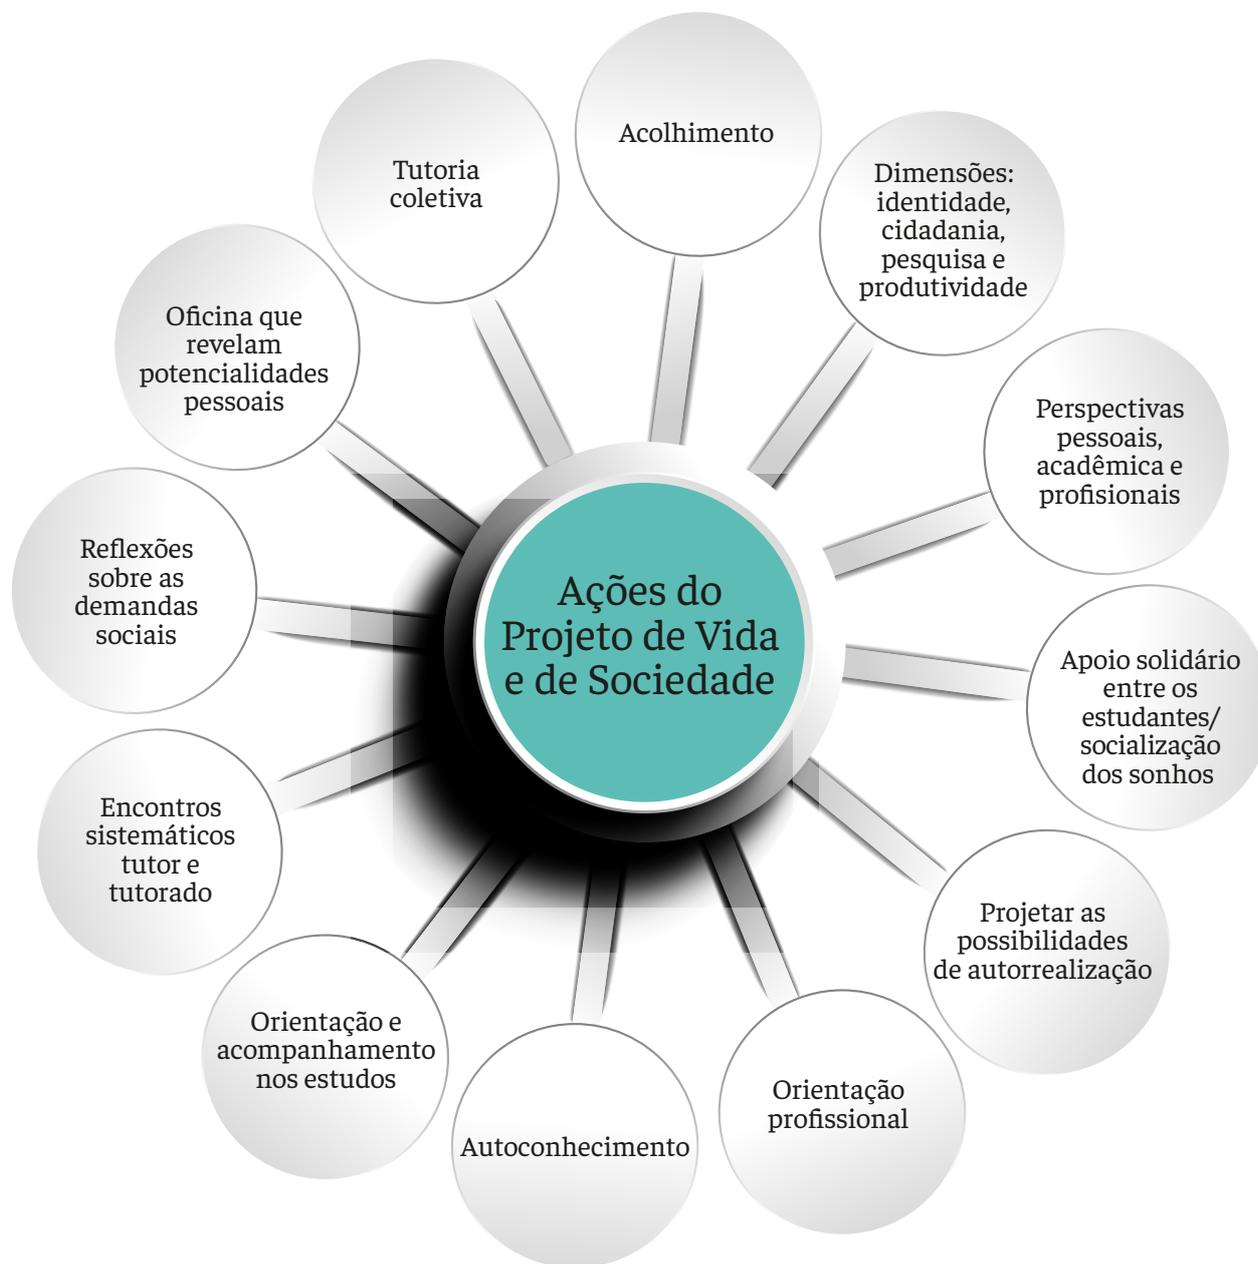 Acolhimento
Dimensões:
identidade,
cidadania,
pesquisa e
produtividade
Perspectivas
pessoais,
acadêmica e
profisionais
Apoio solidário
entre os
estudantes/
socialização
dos sonhos
Projetar as
possibilidades
de autorrealização
Orientação
profissional
Autoconhecimento
Orientação e
acompanhamento
nos estudos
Encontros
sistemáticos
tutor e
tutorado
Reflexões
sobre as
demandas
sociais
Oficina que
revelam
potencialidades
pessoais
Tutoria
coletiva
Ações do
Projeto de Vida
e de Sociedade